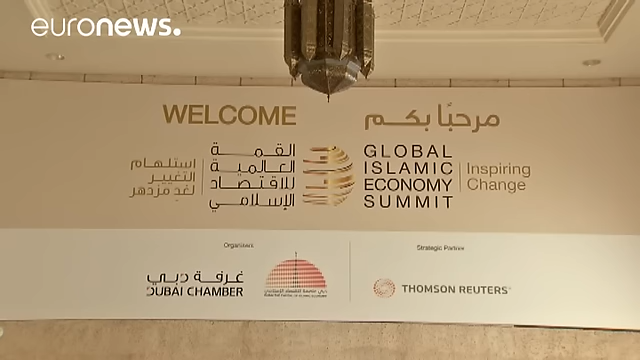 euronews.
WELCOME
مرحبًا بكم
استلهام
التغيير
لغدٍ مزدهر
القمة
العالمية
للاقتصاد
الإسلامي
GLOBAL
ISLAMIC
ECONOMY
SUMMIT
Inspiring
Change
Organisers
Strategic Partner
غرفة دبي
DUBAI CHAMBER
THOMSON REUTERS